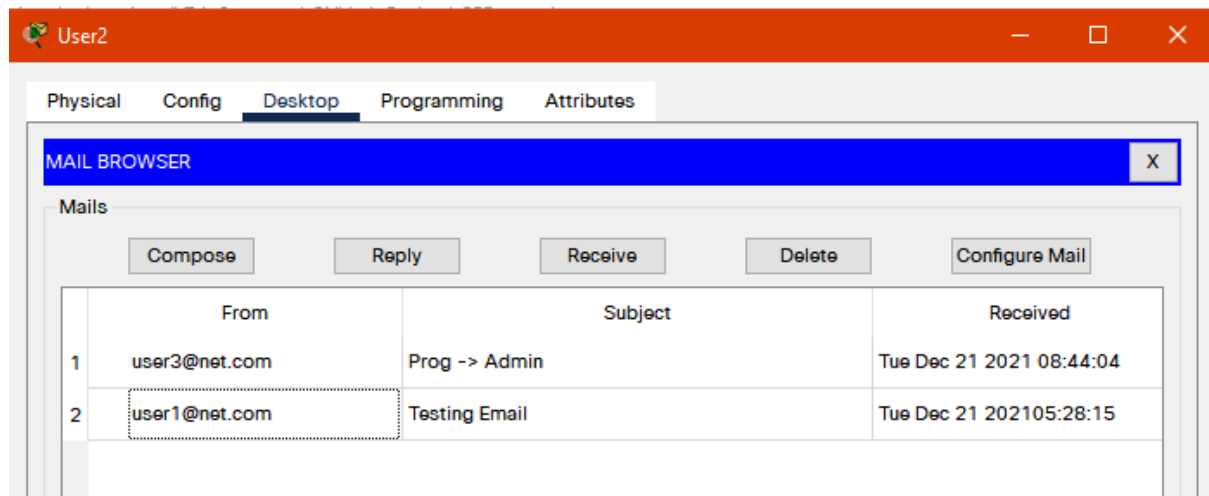 User2
Physical Config Desktop Programming Attributes
MAIL BROWSER X
Mails
Compose Reply Receive Delete Configure Mail
From Subject Received
1 user3@net.com Prog -> Admin Tue Dec 21 2021 08:44:04
2 user1@net.com Testing Email Tue Dec 21 202105:28:15